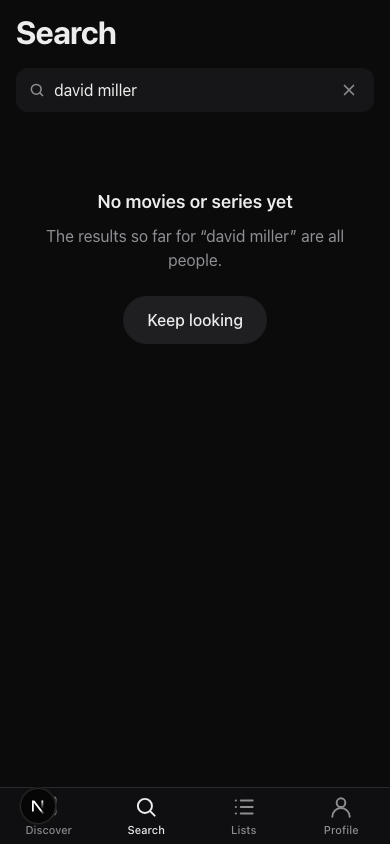 Search
david miller
No movies or series yet
The results so far for “david miller” are all
people.
Keep looking
N
Discover
Search
Lists
Profile